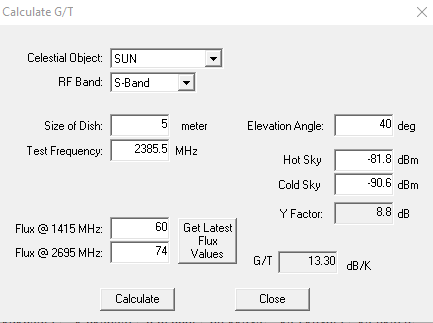 Calculate G/T
Celestial Object: SUN
RF Band: S-Band
Size of Dish: 5 meter Elevation Angle: 40 deg
Test Frequency: 2385.5 MHz
Hot Sky -81.8 dBm
Cold Sky -90.6 dBm
Y Factor: 8.8 dB
Flux @ 1415 MHz: 60
Flux @ 2695 MHz: 74
Get Latest
Flux
Values
G/T 13.30 dB/K
Calculate Close